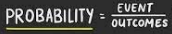 PROBABILITY = EVENT
OUTCOMES